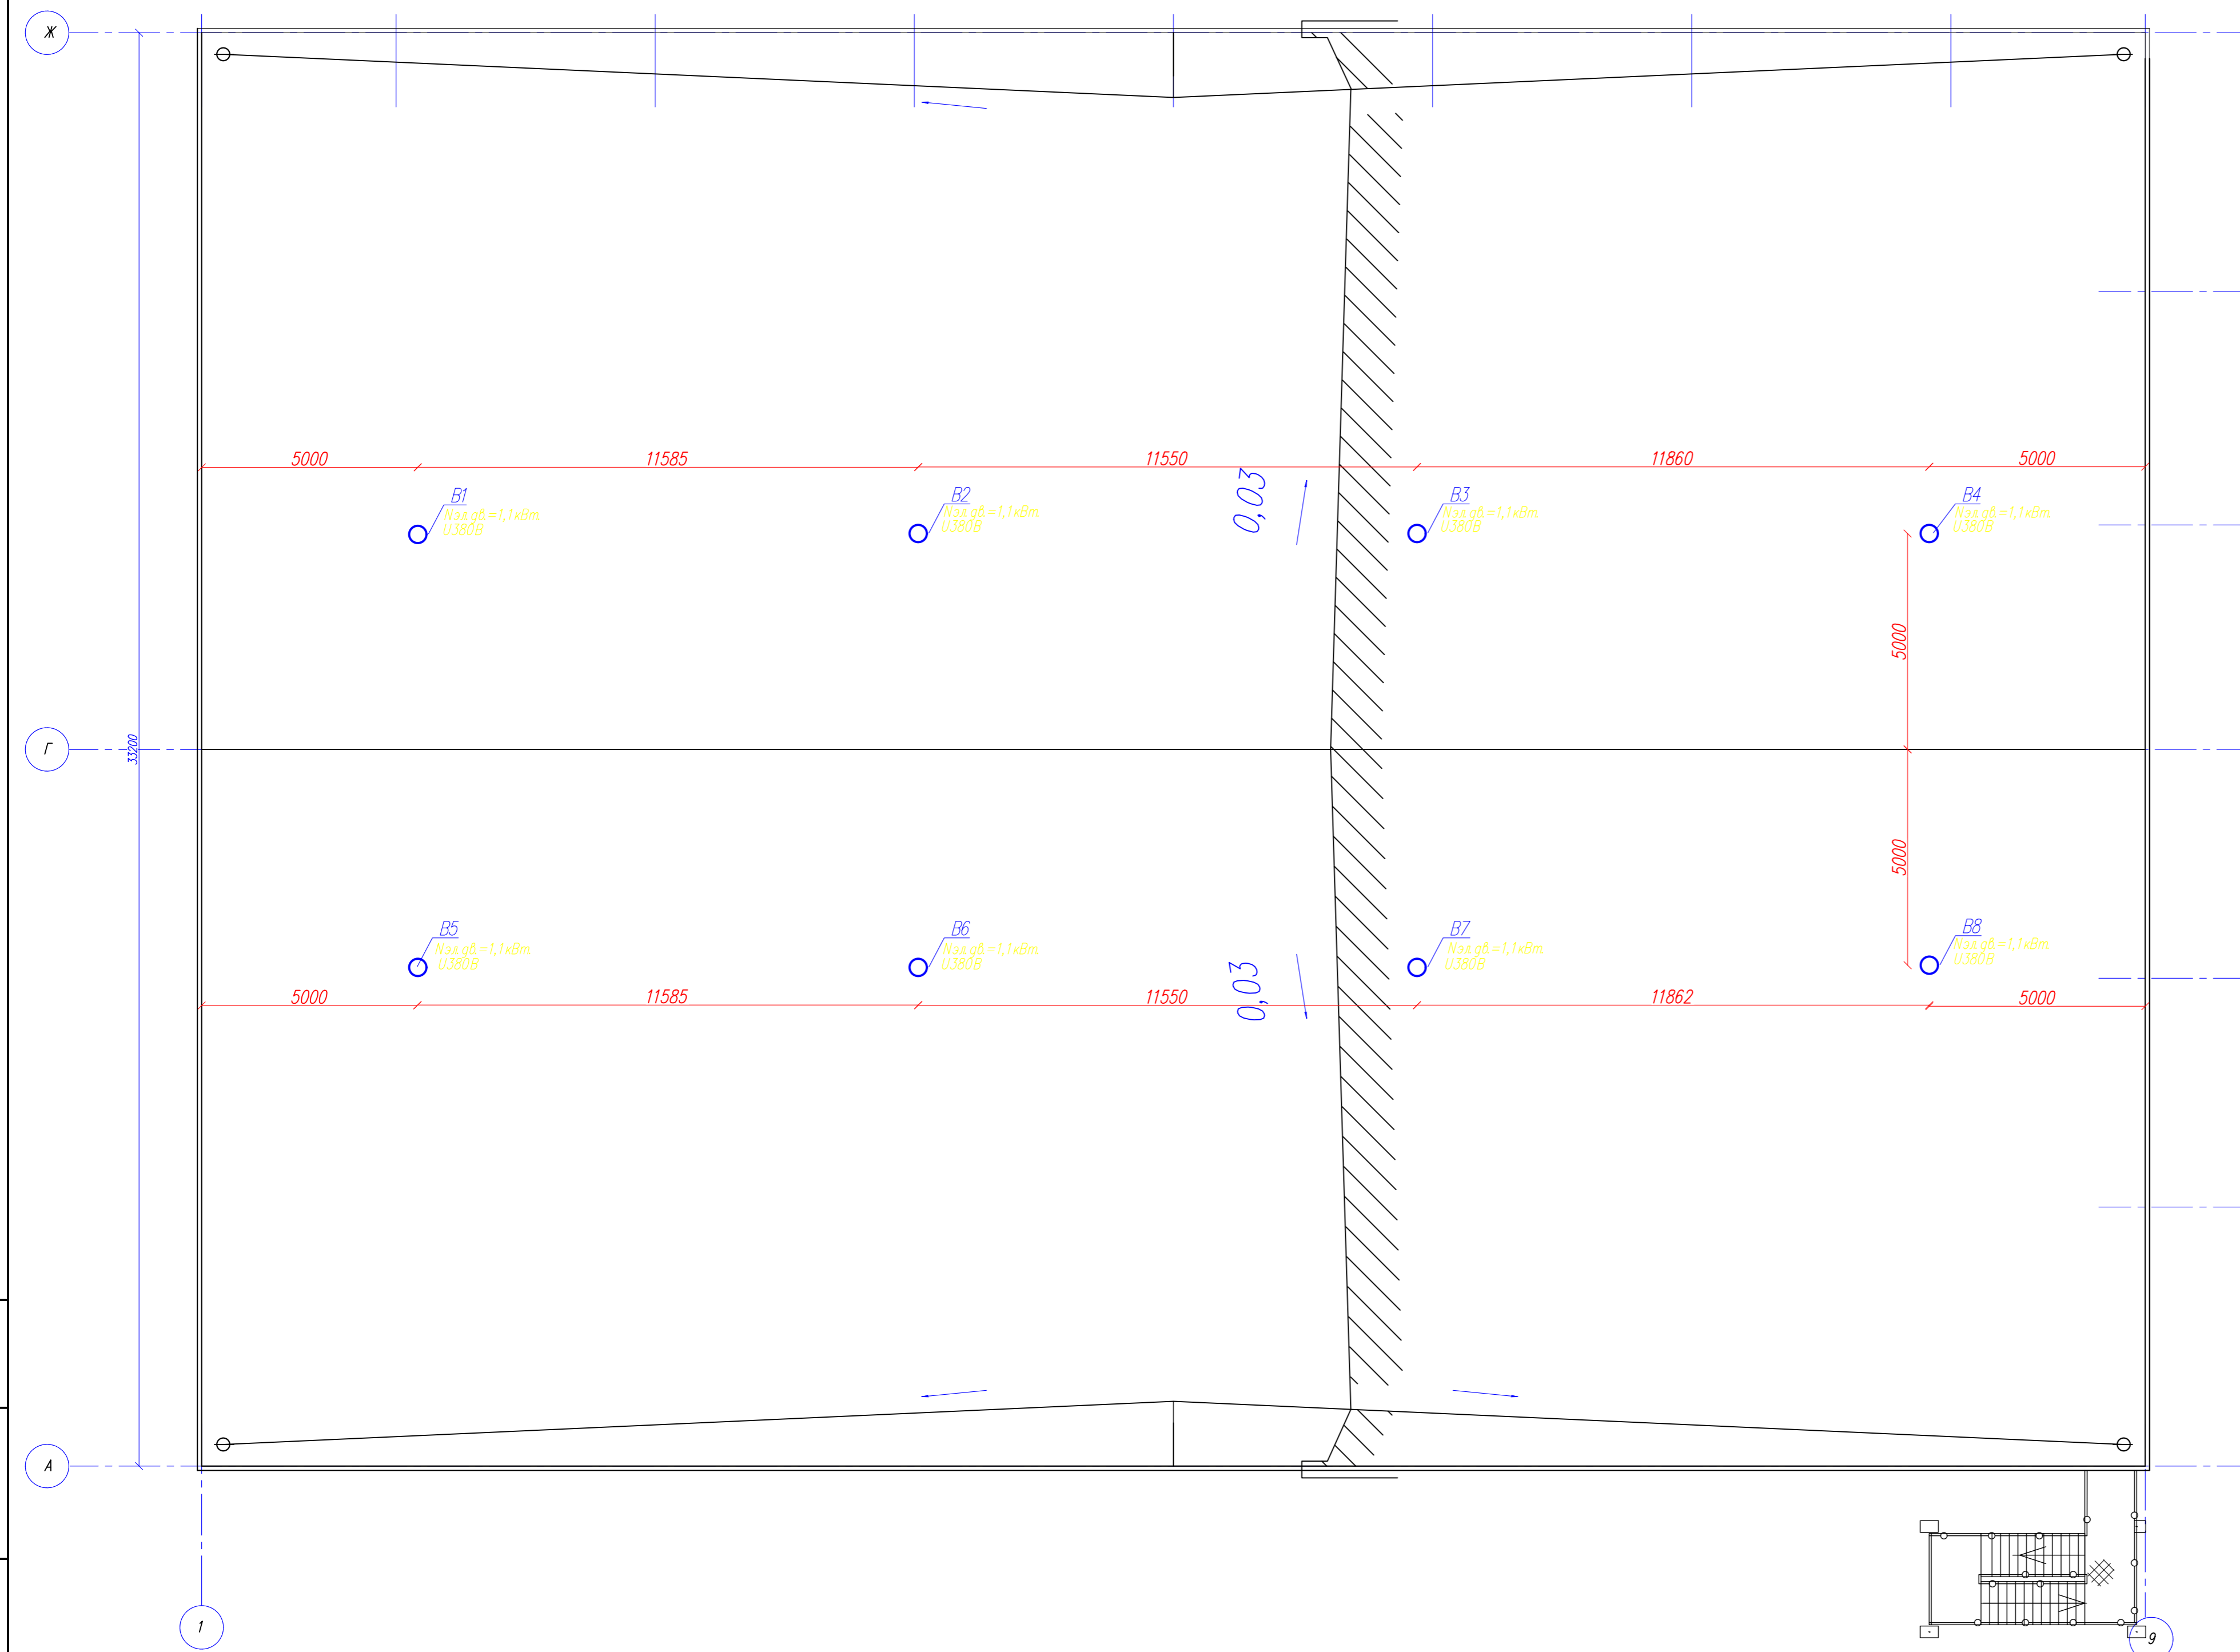 Ж
5000 11585 11550 11860 5000
0,03
В1
Nэл.дв.=1,1кВт
U380В
В2
Nэл.дв.=1,1кВт
U380В
В3
Nэл.дв.=1,1кВт
U380В
В4
Nэл.дв.=1,1кВт
U380В
5000
Г
33200
5000
В5
Nэл.дв.=1,1кВт
U380В
В6
Nэл.дв.=1,1кВт
U380В
В7
Nэл.дв.=1,1кВт
U380В
В8
Nэл.дв.=1,1кВт
U380В
0,03
5000 11585 11550 11862 5000
А
1
9